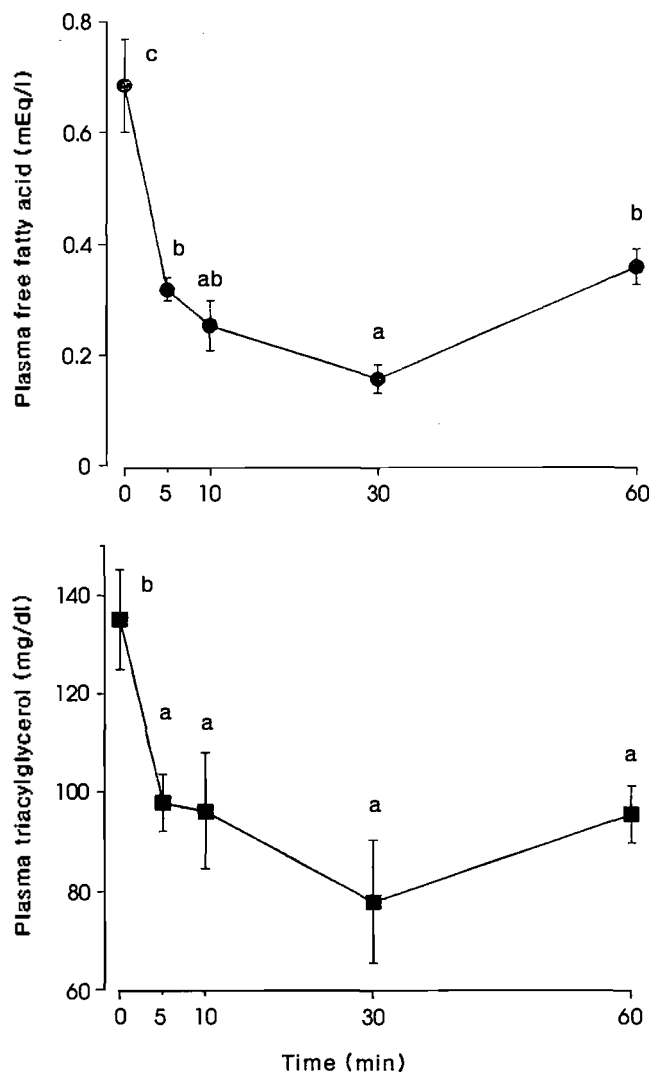 Plasma free fatty acid (mEq/l)
0.8
0.6
0.4
0.2
0
c
b
ab
a
b
0 5 10 30 60
Plasma triacylglycerol (mg/dl)
140
120
100
80
60
b
a
a
a
a
0 5 10 30 60
Time (min)